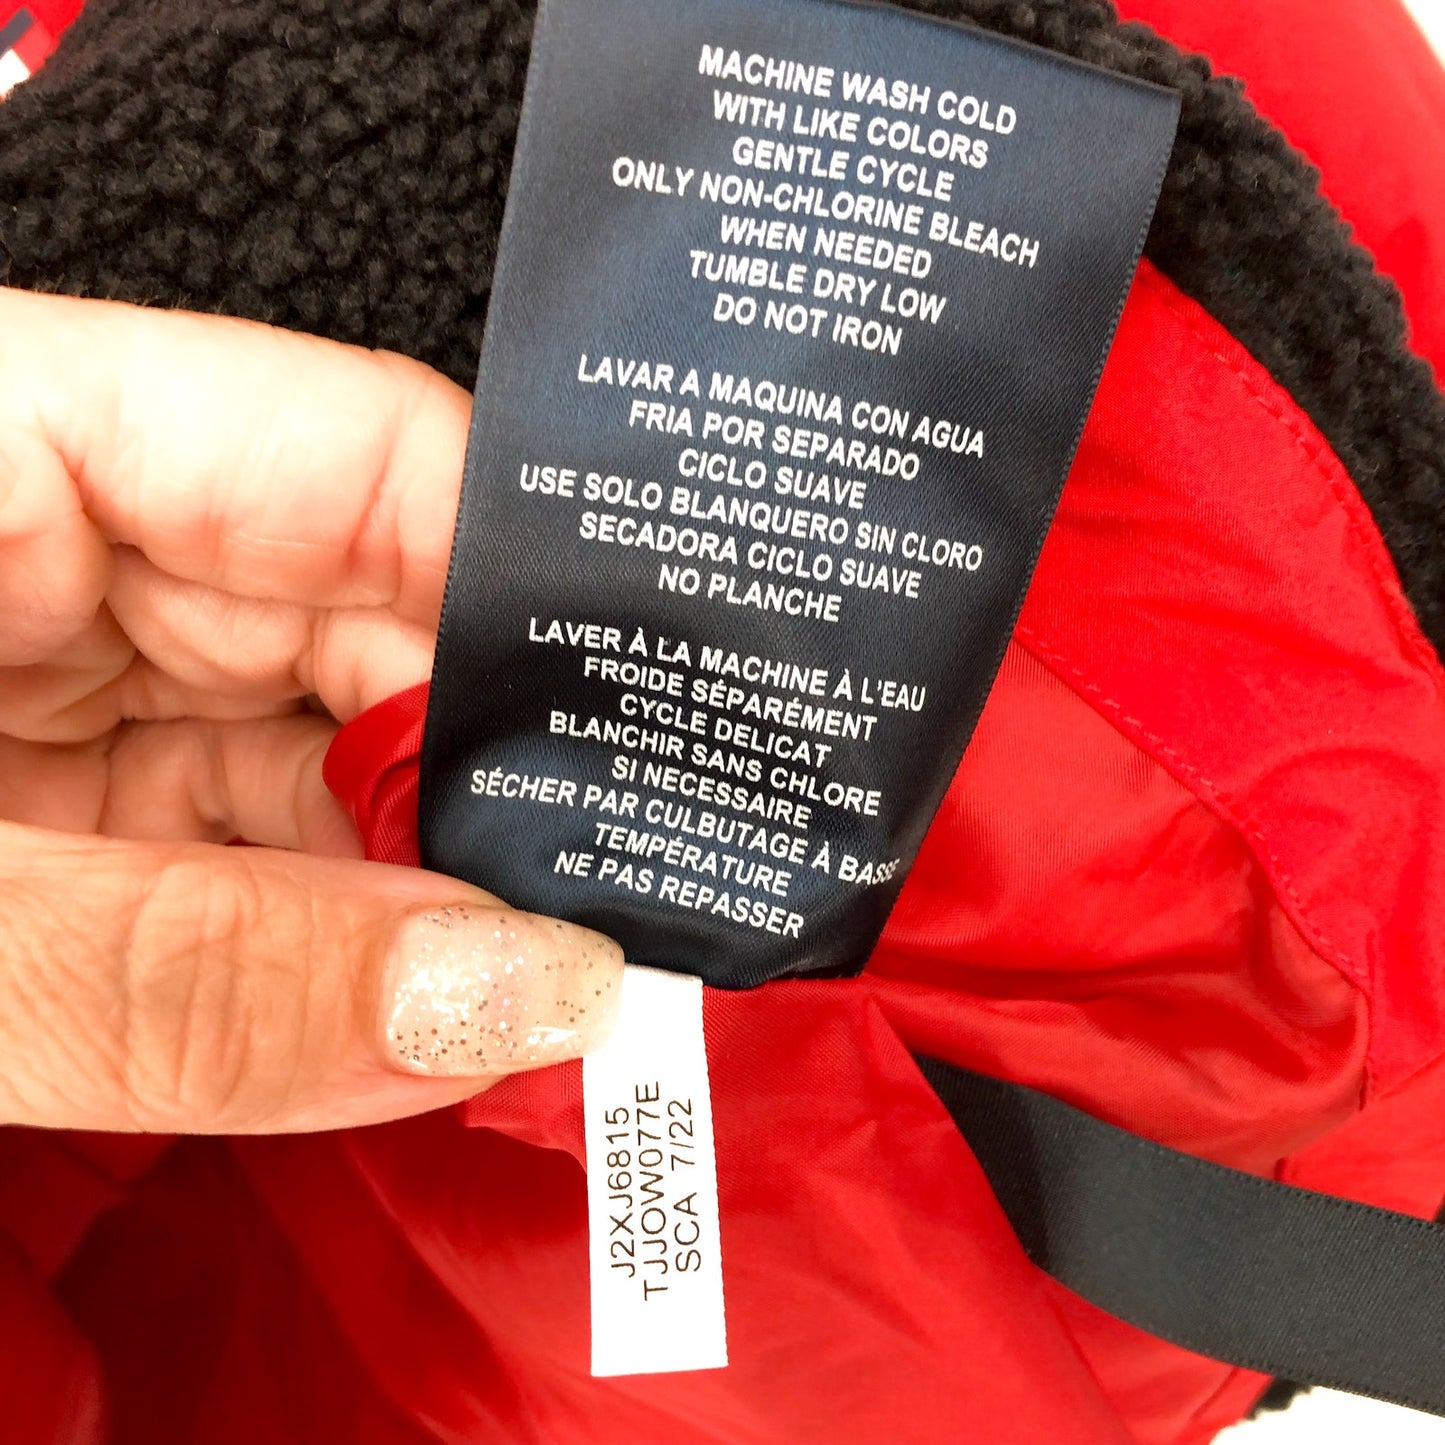 MACHINE WASH COLD
WITH LIKE COLORS
GENTLE CYCLE
ONLY NON-CHLORINE BLEACH
WHEN NEEDED
TUMBLE DRY LOW
DO NOT IRON
LAVAR A MAQUINA CON AGUA
FRIA POR SEPARADO
CICLO SUAVE
USE SOLO BLANQUERO SIN CLORO
SECADORA CICLO SUAVE
NO PLANCHE
LAVER À LA MACHINE À L'EAU
FROIDE SÉPARÉMENT
CYCLE DELICAT
BLANCHIR SANS CHLORE
SI NECESSAIRE
SÉCHER PAR CULBUTAGE À BASSE
TEMPÉRATURE
NE PAS REPASSER
J2XJ6815
TJJOW077E
SCA 7/22